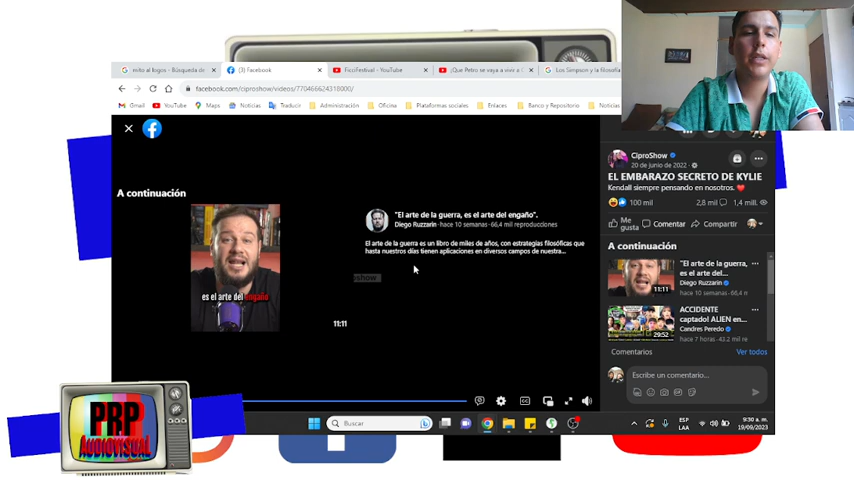 mito al logos - Búsqueda de
(3) Facebook
FicciFestival - YouTube
¿Que Petro se vaya a vivir a C
Los Simpson y la filosofía
facebook.com/ciproshow/videos/770466624318000/
Gmail
YouTube
Maps
Noticias
Traducir
Administración
Oficina
Plataformas sociales
Enlaces
Banco y Repositorio
Noticias
A continuación
es el arte del engaño
"El arte de la guerra, es el arte del engaño".
Diego Ruzzarin · hace 10 semanas · 66,4 mil reproducciones
El arte de la guerra es un libro de miles de años, con estrategias filosóficas que
hasta nuestros días tienen aplicaciones en diversos campos de nuestra...
11:11
CiproShow
20 de junio de 2022
EL EMBARAZO SECRETO DE KYLIE
Kendall siempre pensando en nosotros.
100 mil
2,8 mil
1,4 mill.
Me
gusta
Comentar
Compartir
A continuación
"El arte de la guerra,
es el arte del...
Diego Ruzzarin
hace 10 semanas · 66,4 m
11:11
ACCIDENTE
captado! ALIEN en...
Candres Peredo
hace 7 horas · 43,2 mil re
29:52
Comentarios
Ver todos
Escribe un comentario...
Buscar
ESP
LAA
9:30 a. m.
19/09/2023
PRP
AUDIOVISUAL